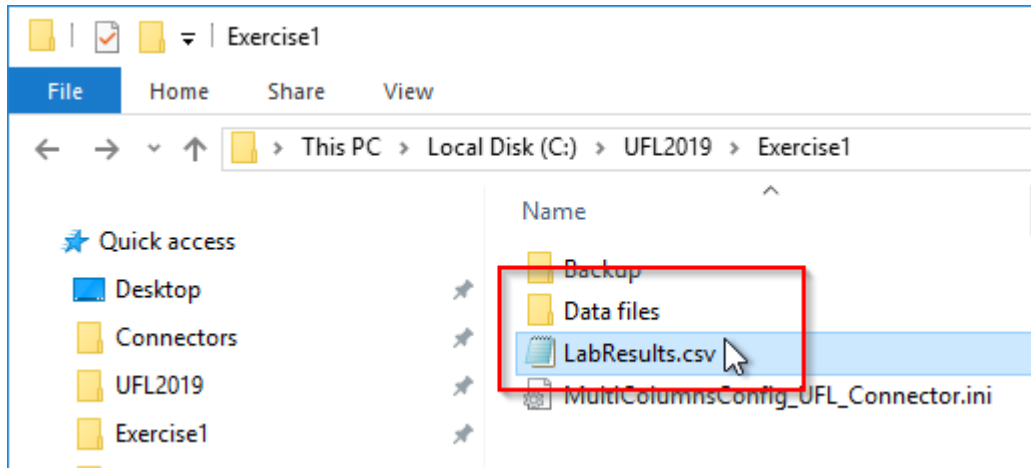 Exercise1
File Home Share View
This PC > Local Disk (C:) > UFL2019 > Exercise1
Name
Quick access
Desktop
Connectors
UFL2019
Exercise1
Backup
Data files
LabResults.csv
MultiColumnsConfig_UFL_Connector.ini